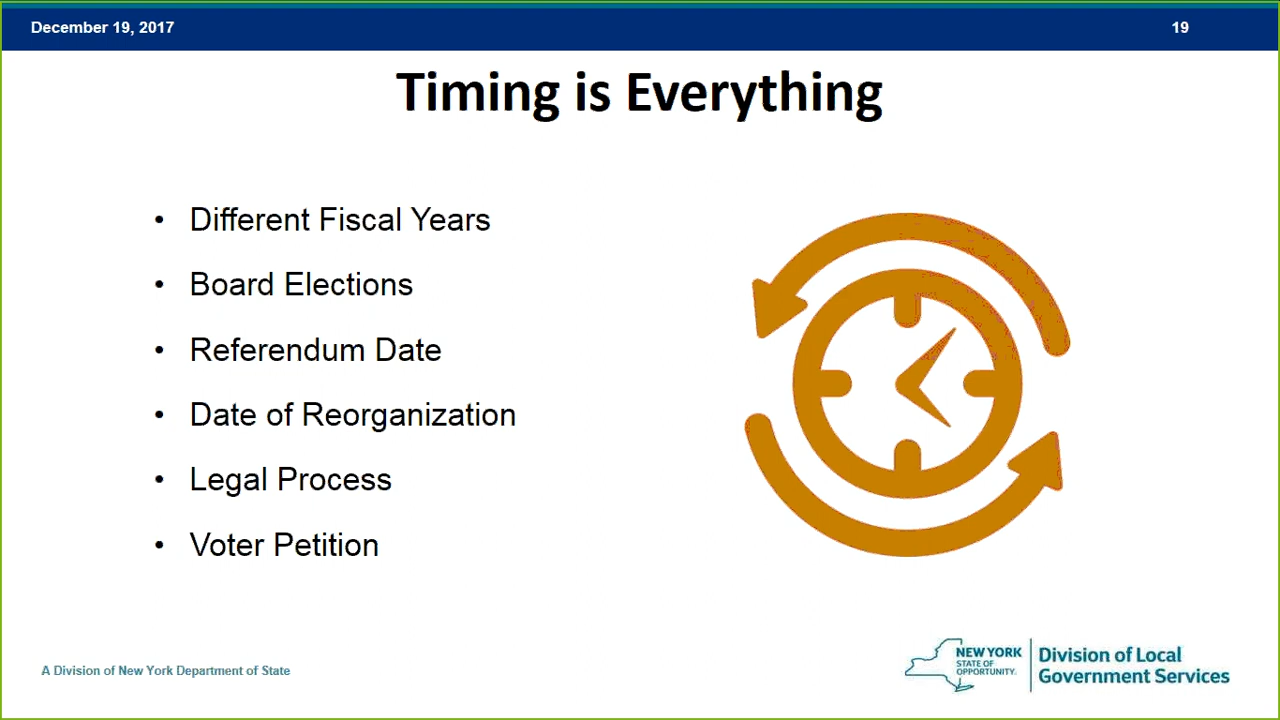 December 19, 2017
19
Timing is Everything
• Different Fiscal Years
• Board Elections
• Referendum Date
• Date of Reorganization
• Legal Process
• Voter Petition
A Division of New York Department of State
NEW YORK
STATE OF
OPPORTUNITY.
Division of Local
Government Services